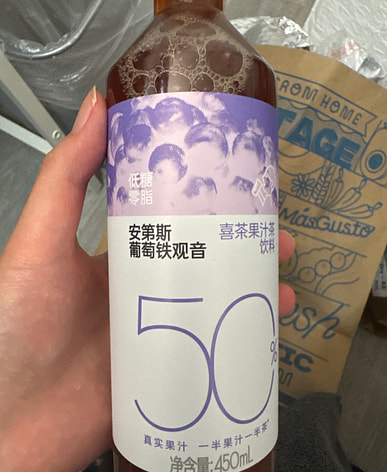 低糖
零脂
安第斯
葡萄铁观音
喜茶果汁茶
饮料
50%
真实果汁 一半果汁一半茶
净含量:450mL
FROM HOME
TAGE
MásGusto
esh